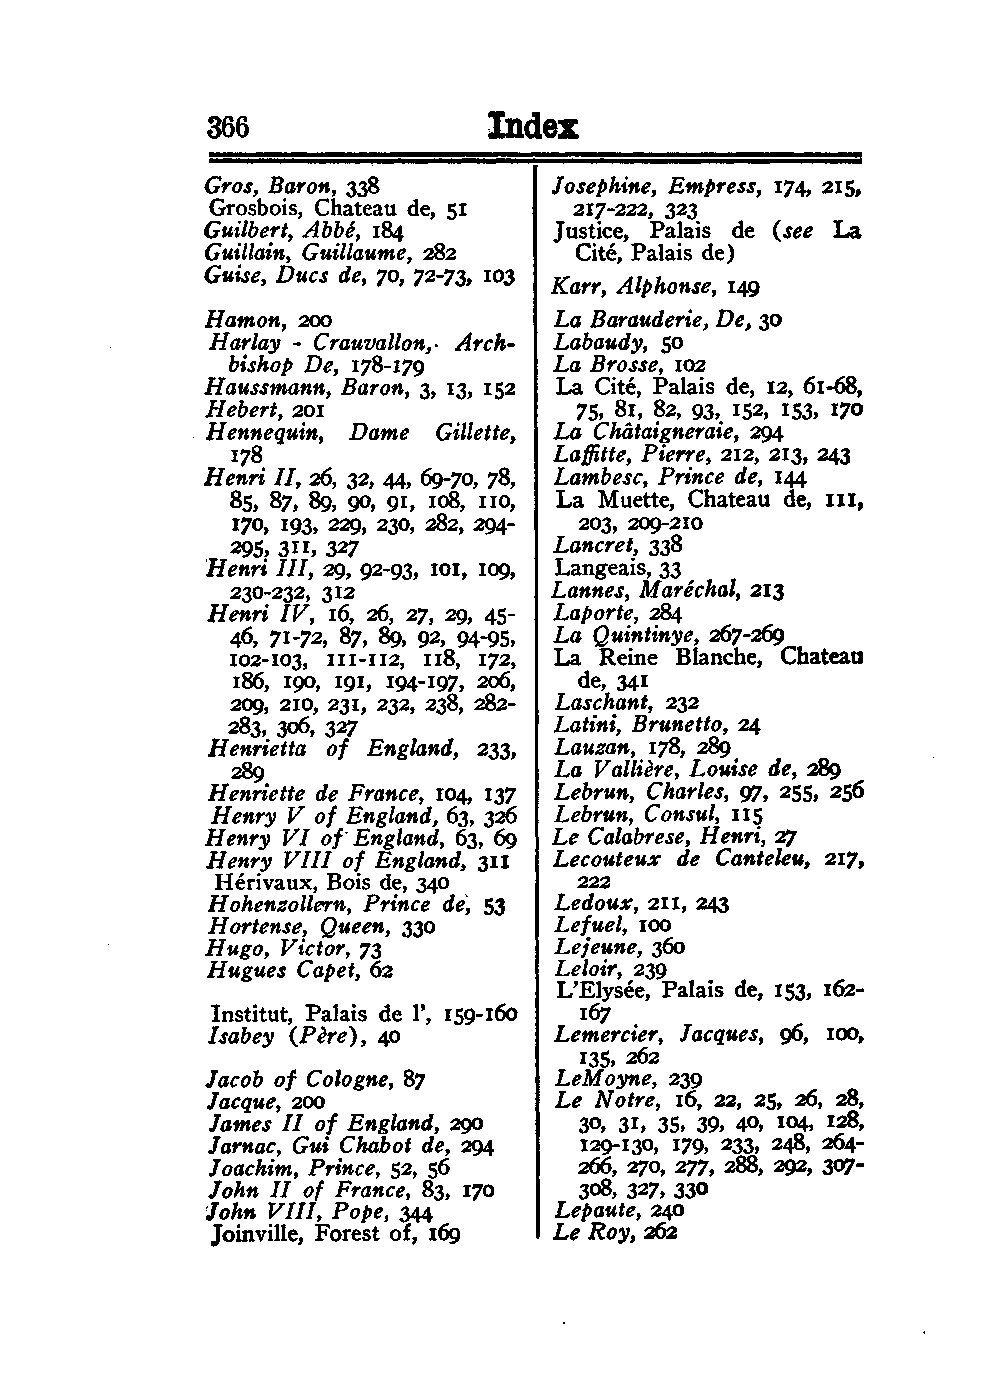 366 Index
Gros, Baron, 338
Grosbois, Chateau de, 51
Guilbert, Abbé, 184
Guillain, Guillaume, 282
Guise, Ducs de, 70, 72-73, 103
Hamon, 200
Harlay - Crauvallon, Arch-
bishop De, 178-179
Haussmann, Baron, 3, 13, 152
Hebert, 201
Hennequin, Dame Gillette,
178
Henri II, 26, 32, 44, 69-70, 78,
85, 87, 89, 90, 91, 108, 110,
170, 193, 229, 230, 282, 294-
295, 311, 327
Henri III, 29, 92-93, 101, 109,
230-232, 312
Henri IV, 16, 26, 27, 29, 45-
46, 71-72, 87, 89, 92, 94-95,
102-103, 111-112, 118, 172,
186, 190, 191, 194-197, 206,
209, 210, 231, 232, 238, 282-
283, 306, 327
Henrietta of England, 233,
289
Henriette de France, 104, 137
Henry V of England, 63, 326
Henry VI of England, 63, 69
Henry VIII of England, 311
Hérivaux, Bois de, 340
Hohenzollern, Prince de, 53
Hortense, Queen, 330
Hugo, Victor, 73
Hugues Capet, 62
Institut, Palais de l', 159-160
Isabey (Père), 40
Jacob of Cologne, 87
Jacque, 200
James II of England, 290
Jarnac, Gui Chabot de, 294
Joachim, Prince, 52, 56
John II of France, 83, 170
John VIII, Pope, 344
Joinville, Forest of, 169
Josephine, Empress, 174, 215,
217-222, 323
Justice, Palais de (see La
Cité, Palais de)
Karr, Alphonse, 149
La Barauderie, De, 30
Labaudy, 50
La Brosse, 102
La Cité, Palais de, 12, 61-68,
75, 81, 82, 93, 152, 153, 170
La Châtaigneraie, 294
Laffitte, Pierre, 212, 213, 243
Lambesc, Prince de, 144
La Muette, Chateau de, 111,
203, 209-210
Lancret, 338
Langeais, 33
Lannes, Maréchal, 213
Laporte, 284
La Quintinye, 267-269
La Reine Blanche, Chateau
de, 341
Laschant, 232
Latini, Brunetto, 24
Lauzan, 178, 289
La Vallière, Louise de, 289
Lebrun, Charles, 97, 255, 256
Lebrun, Consul, 115
Le Calabrese, Henri, 27
Lecouteux de Canteleu, 217,
222
Ledoux, 211, 243
Lefuel, 100
Lejeune, 360
Leloir, 239
L'Elysée, Palais de, 153, 162-
167
Lemercier, Jacques, 96, 100,
135, 262
LeMoyne, 239
Le Notre, 16, 22, 25, 26, 28,
30, 31, 35, 39, 40, 104, 128,
129-130, 179, 233, 248, 264-
266, 270, 277, 288, 292, 307-
308, 327, 330
Lepaute, 240
Le Roy, 262